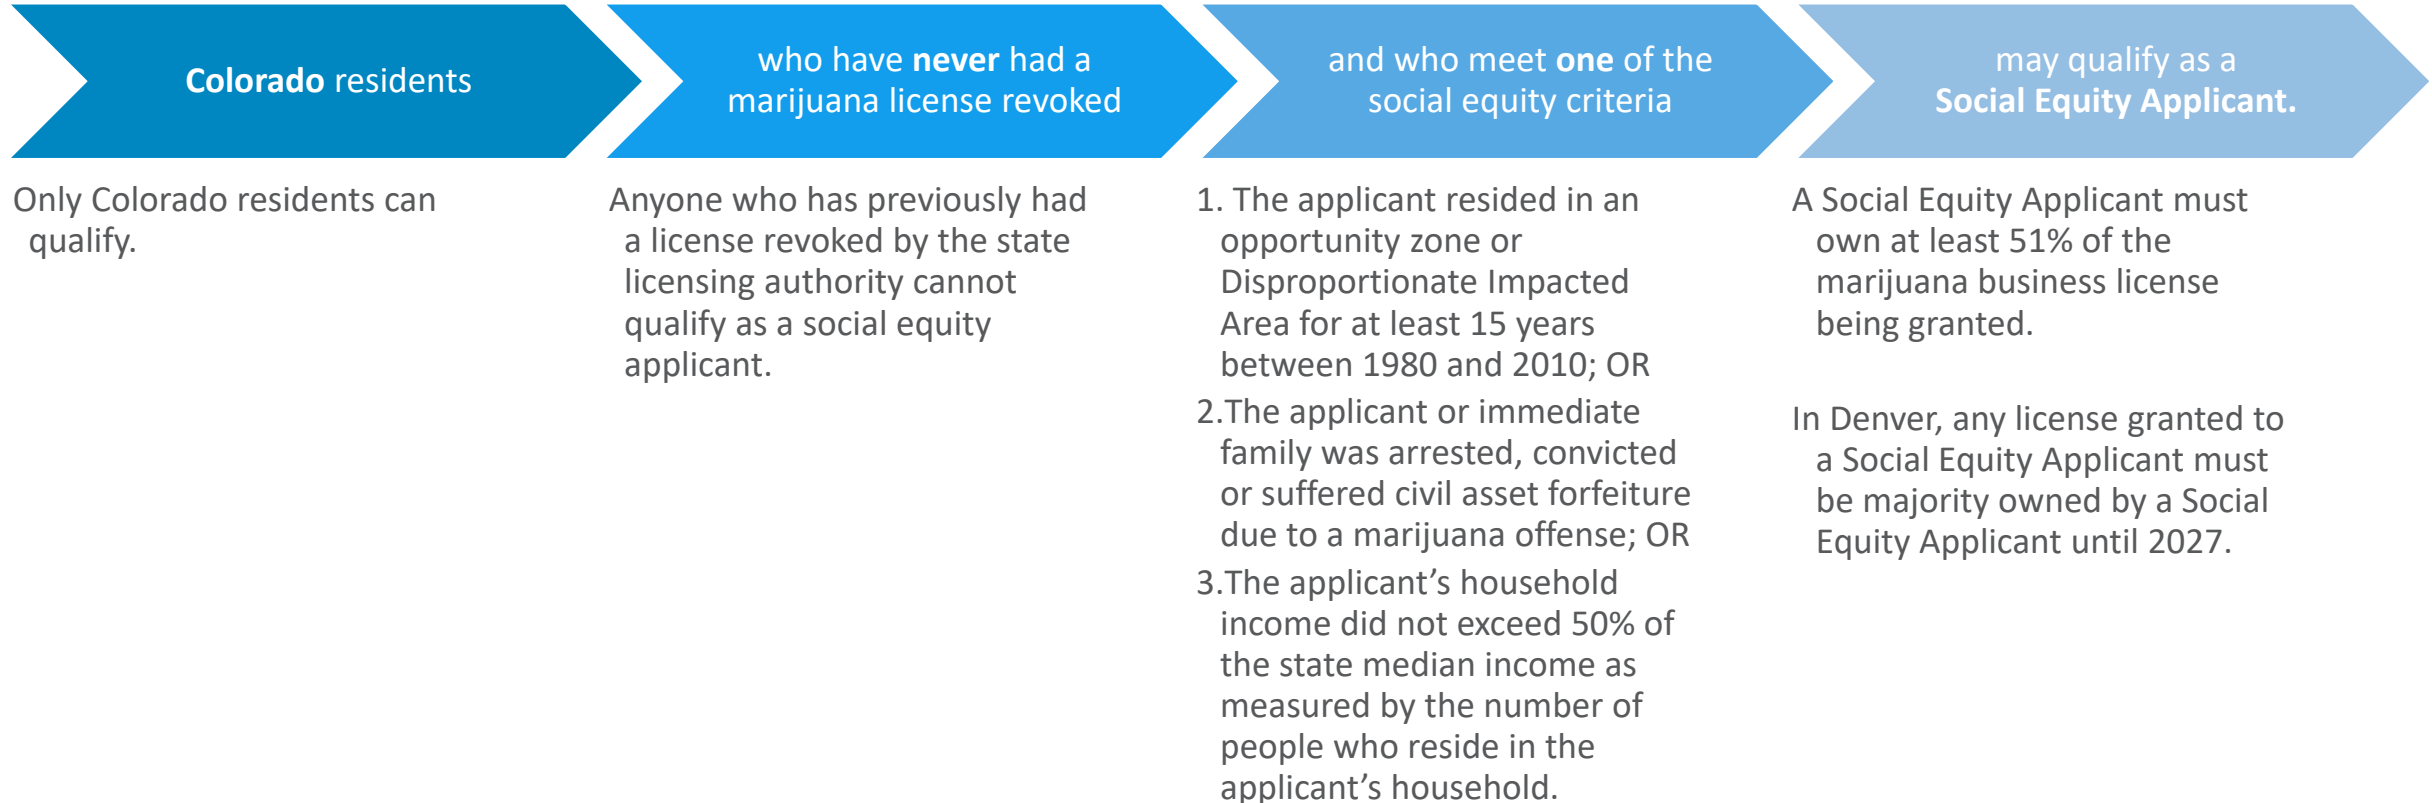 Colorado residents
who have never had a
marijuana license revoked
and who meet one of the
social equity criteria
may qualify as a
Social Equity Applicant.
Only Colorado residents can
qualify.
Anyone who has previously had
a license revoked by the state
licensing authority cannot
qualify as a social equity
applicant.
1. The applicant resided in an
opportunity zone or
Disproportionate Impacted
Area for at least 15 years
between 1980 and 2010; OR
2.The applicant or immediate
family was arrested, convicted
or suffered civil asset forfeiture
due to a marijuana offense; OR
3.The applicant’s household
income did not exceed 50% of
the state median income as
measured by the number of
people who reside in the
applicant’s household.
A Social Equity Applicant must
own at least 51% of the
marijuana business license
being granted.
In Denver, any license granted to
a Social Equity Applicant must
be majority owned by a Social
Equity Applicant until 2027.